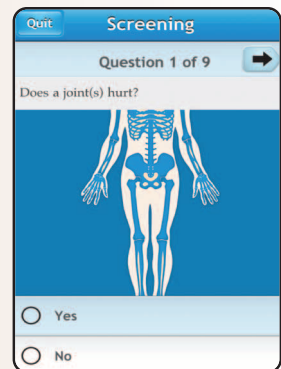 Quit Screening
Question 1 of 9
Does a joint(s) hurt?
Yes
No